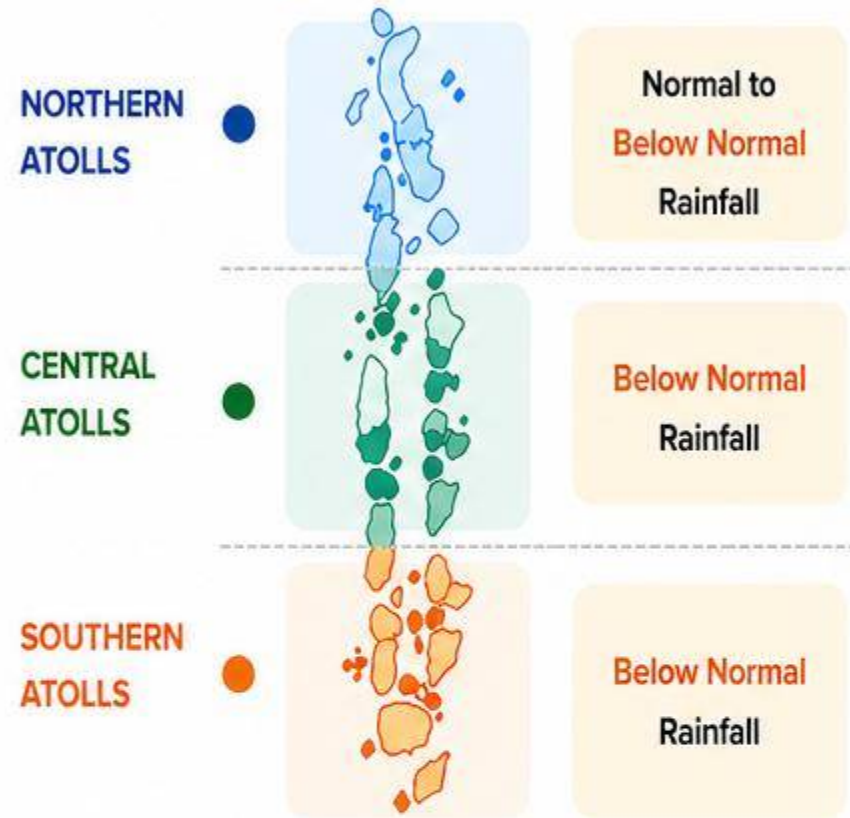 NORTHERN
ATOLLS
Normal to
Below Normal
Rainfall
CENTRAL
ATOLLS
Below Normal
Rainfall
SOUTHERN
ATOLLS
Below Normal
Rainfall